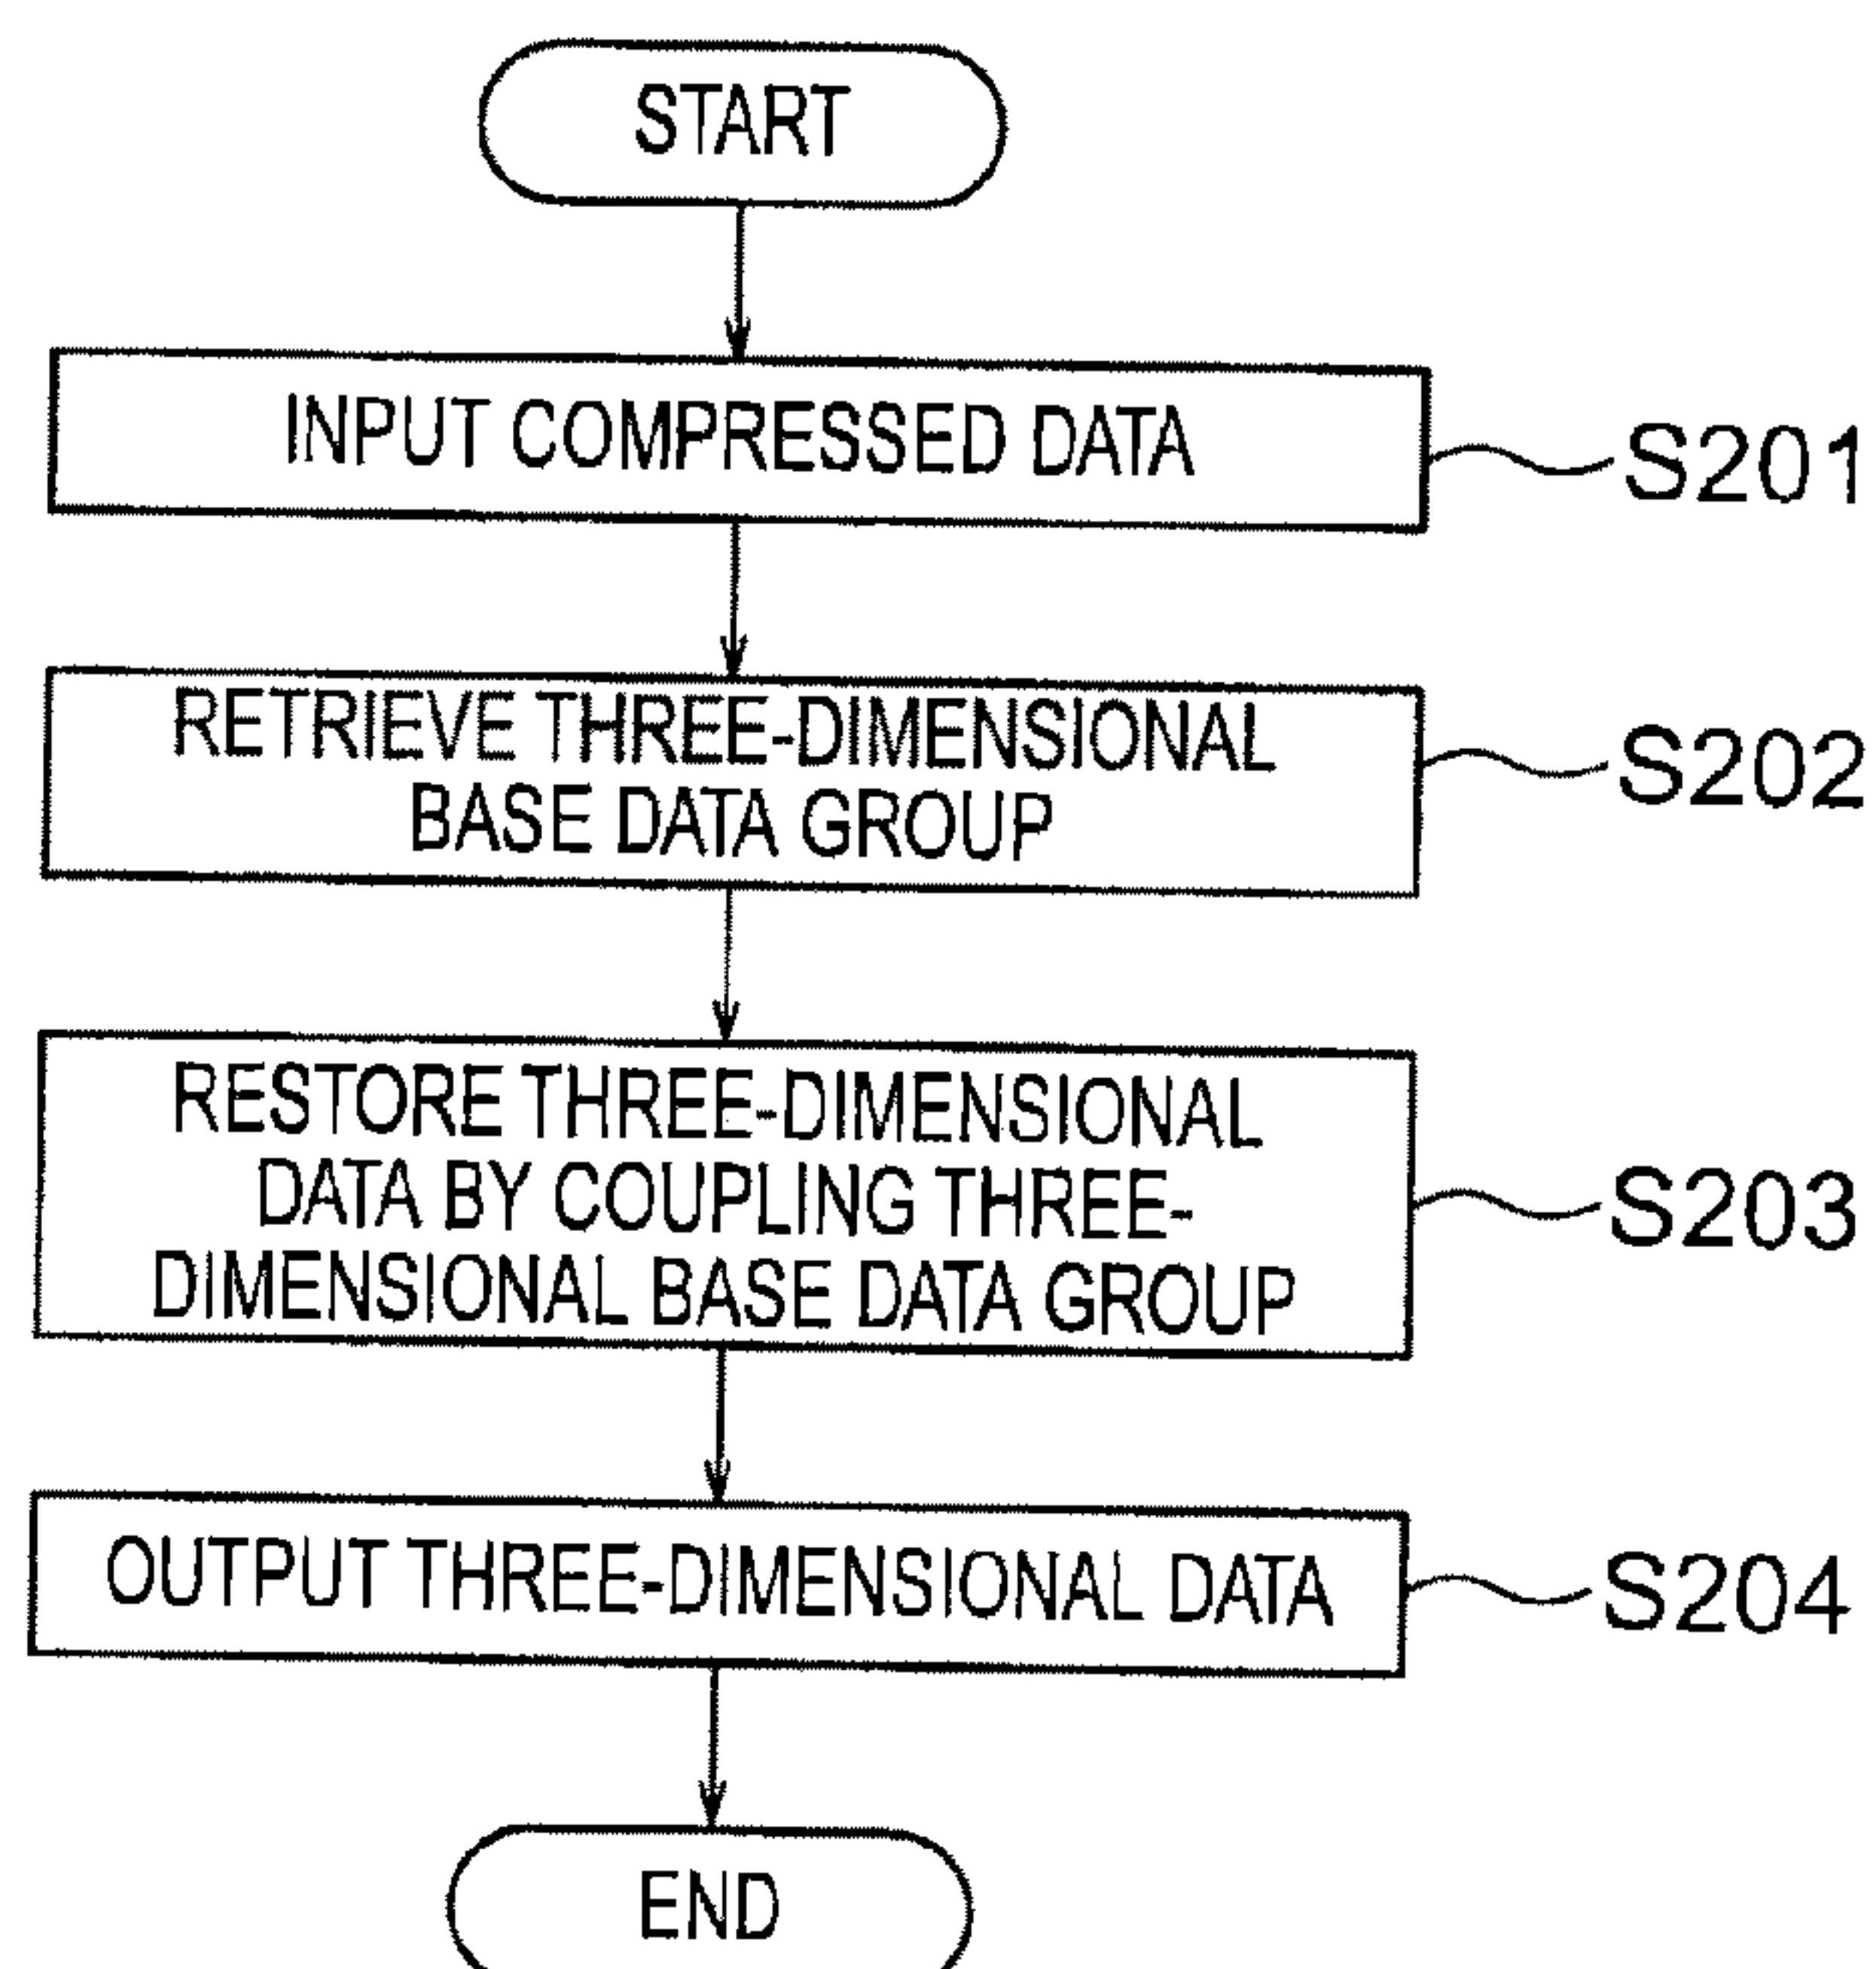 START
INPUT COMPRESSED DATA
S201
RETRIEVE THREE-DIMENSIONAL
BASE DATA GROUP
S202
RESTORE THREE-DIMENSIONAL
DATA BY COUPLING THREE-
DIMENSIONAL BASE DATA GROUP
S203
OUTPUT THREE-DIMENSIONAL DATA
S204
END